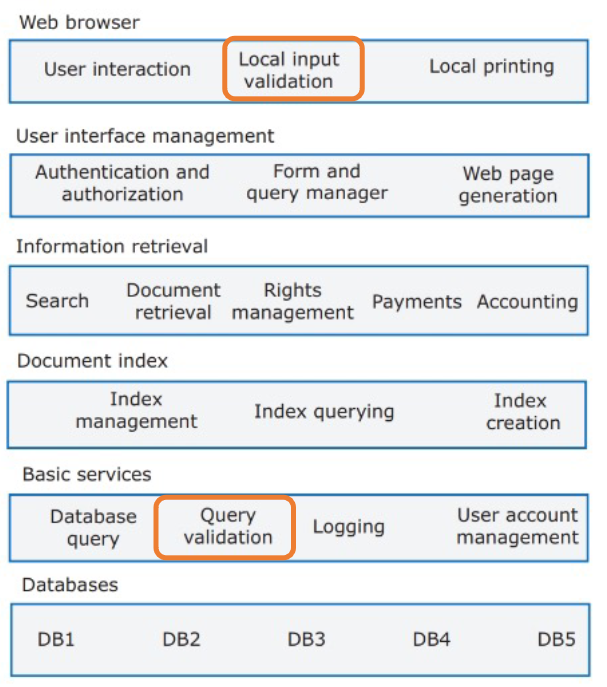 Web browser
User interaction
Local input
validation
Local printing
User interface management
Authentication and
authorization
Form and
query manager
Web page
generation
Information retrieval
Search
Document
retrieval
Rights
management
Payments
Accounting
Document index
Index
management
Index querying
Index
creation
Basic services
Database
query
Query
validation
Logging
User account
management
Databases
DB1
DB2
DB3
DB4
DB5